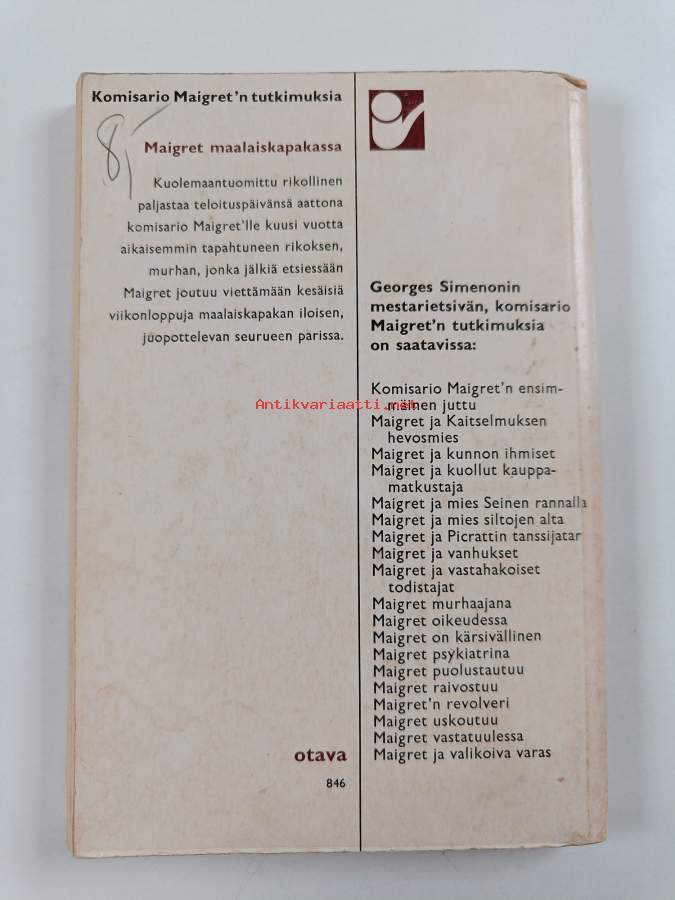 Komisario Maigret'n tutkimuksia
8,-
Maigret maalaiskapakassa
Kuolemaantuomittu rikollinen
paljastaa teloituspäivänsä aattona
komisario Maigret'lle kuusi vuotta
aikaisemmin tapahtuneen rikoksen,
murhan, jonka jälkiä etsiessään
Maigret joutuu viettämään kesäisiä
viikonloppuja maalaiskapakan iloisen,
juopottelevan seurueen parissa.
otava
846
Georges Simenonin
mestarietsivän, komisario
Maigret'n tutkimuksia
on saatavissa:
Komisario Maigret'n ensim-
mäinen juttu
Maigret ja Kaitselmuksen
hevosmies
Maigret ja kunnon ihmiset
Maigret ja kuollut kauppa-
matkustaja
Maigret ja mies Seinen rannalla
Maigret ja mies siltojen alta
Maigret ja Picrattin tanssijatar
Maigret ja vanhukset
Maigret ja vastahakoiset
todistajat
Maigret murhaajana
Maigret oikeudessa
Maigret on kärsivällinen
Maigret psykiatrina
Maigret puolustautuu
Maigret raivostuu
Maigret'n revolveri
Maigret uskoutuu
Maigret vastatuulessa
Maigret ja valikoiva varas
Antikvariaatti.net